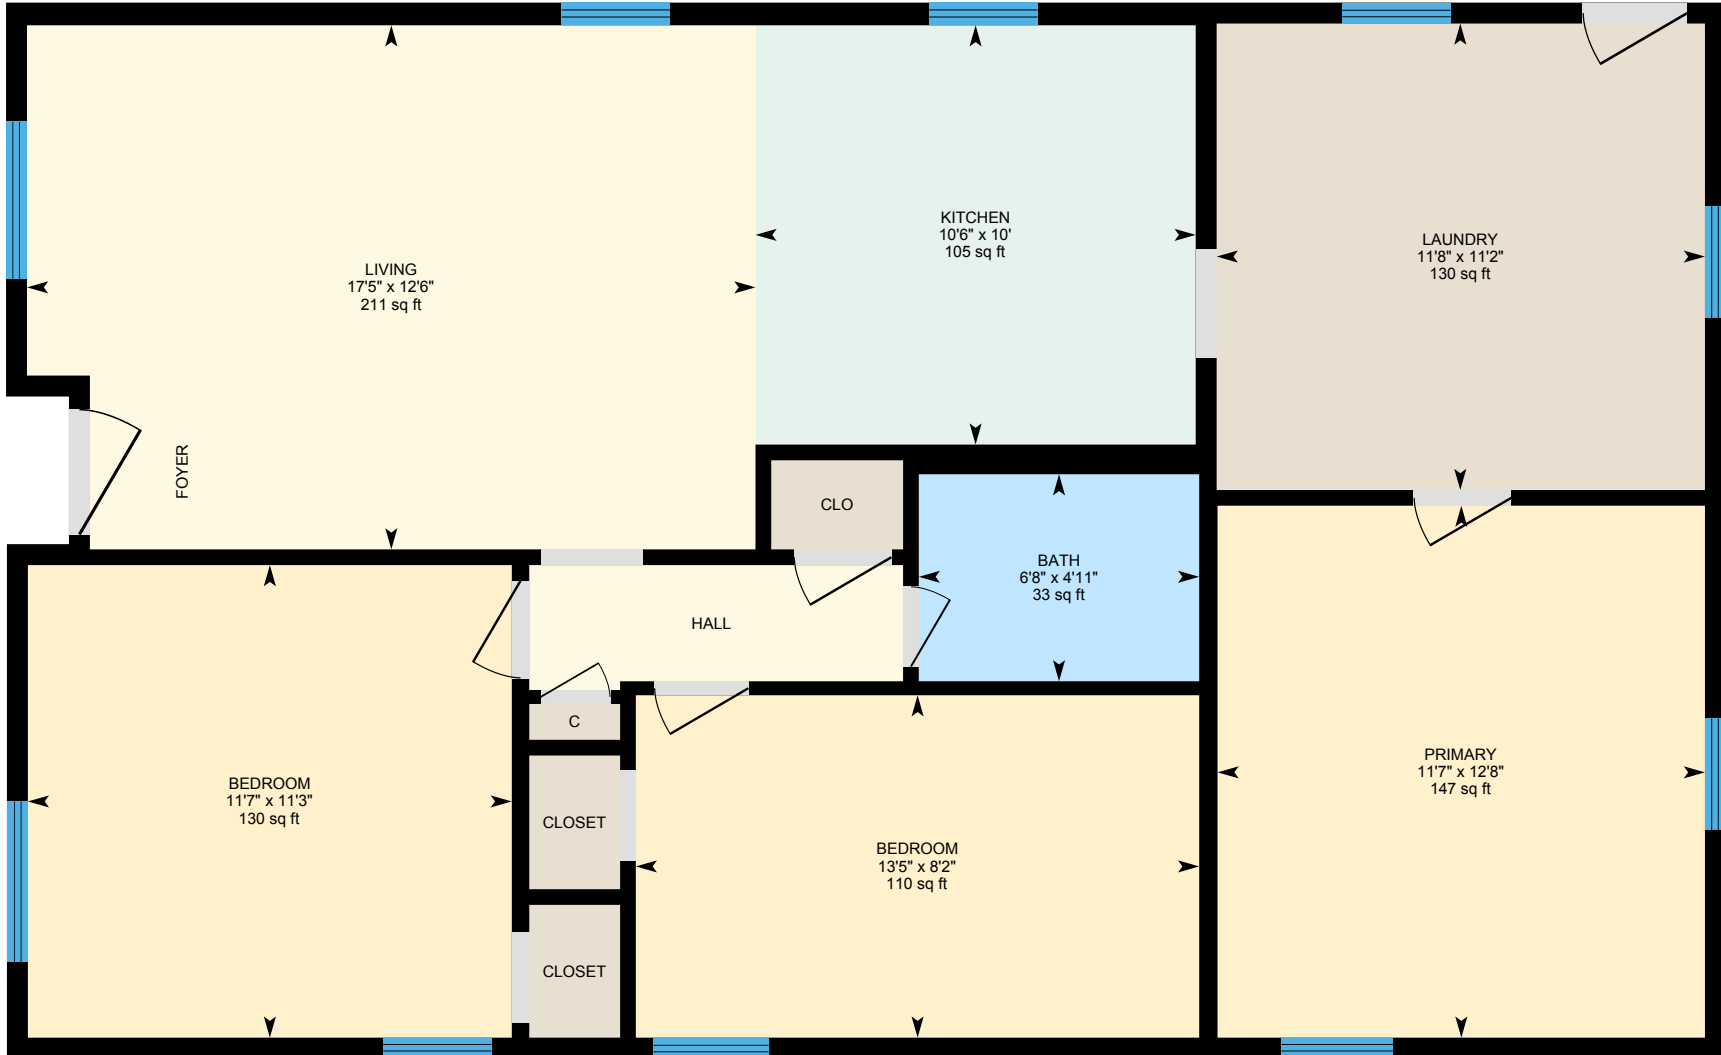 KITCHEN
10'6" x 10'
105 sq ft
LAUNDRY
11'8" x 11'2"
130 sq ft
LIVING
17'5" x 12'6"
211 sq ft
FOYER
CLO
BATH
6'8" x 4'11"
33 sq ft
HALL
C
PRIMARY
11'7" x 12'8"
147 sq ft
BEDROOM
11'7" x 11'3"
130 sq ft
CLOSET
BEDROOM
13'5" x 8'2"
110 sq ft
CLOSET